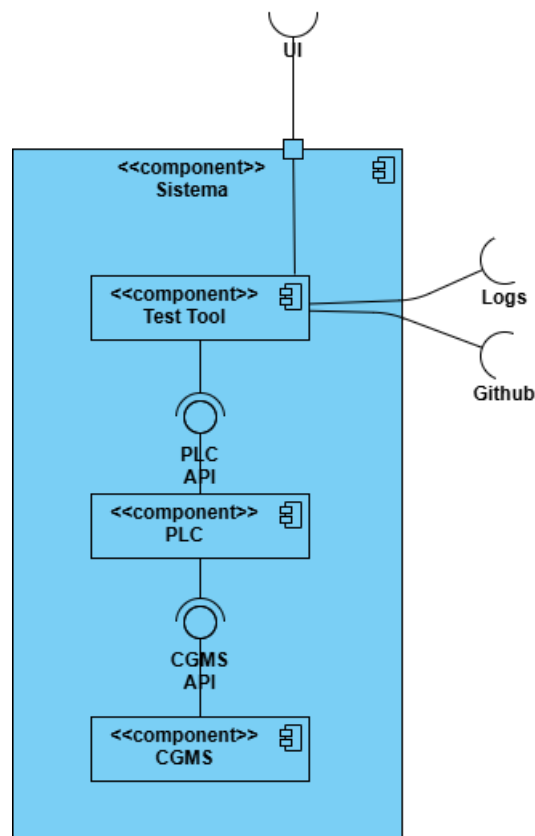 UI
<<component>>
Sistema
<<component>>
Test Tool
Logs
Github
PLC
API
<<component>>
PLC
CGMS
API
<<component>>
CGMS